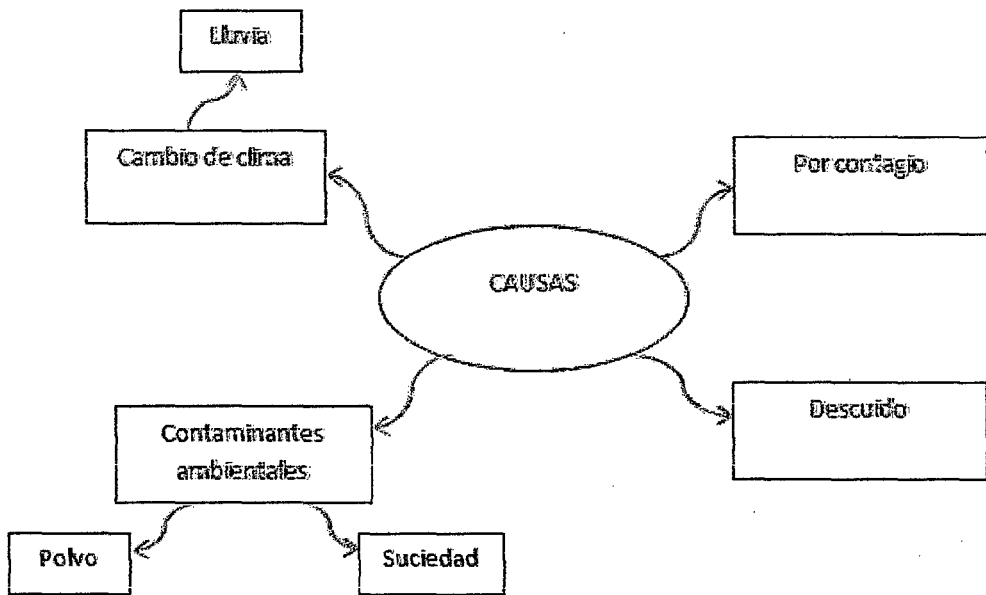 Lluvia
Cambio de clima
Por contagio
CAUSAS
Descuido
Contaminantes
ambientales
Polvo
Suciedad